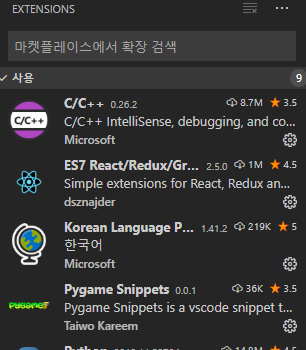 EXTENSIONS
마켓플레이스에서 확장 검색
사용 9
C/C++ 0.26.2 8.7M 3.5
C/C++
C/C++ IntelliSense, debugging, and co...
Microsoft
ES7 React/Redux/Gr... 2.5.0 1M 4.5
Simple extensions for React, Redux an...
dsznajder
Korean Language P... 1.41.2 219K 5
한국어
Microsoft
Pygame Snippets 0.0.1 36K 3.5
pygame
Pygame Snippets is a vscode snippet t...
Taiwo Kareem